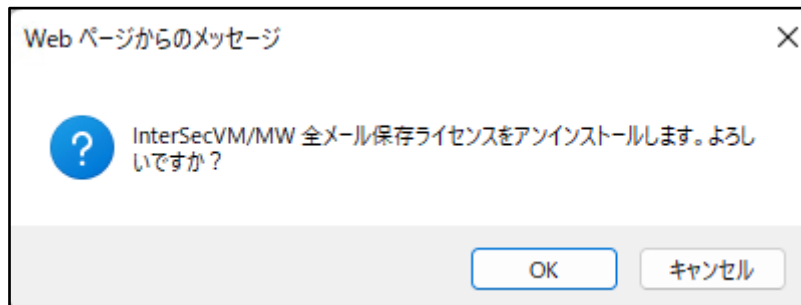 Web ページからのメッセージ
InterSecVM/MW 全メール保存ライセンスをアンインストールします。よろし
いですか？
OK
キャンセル